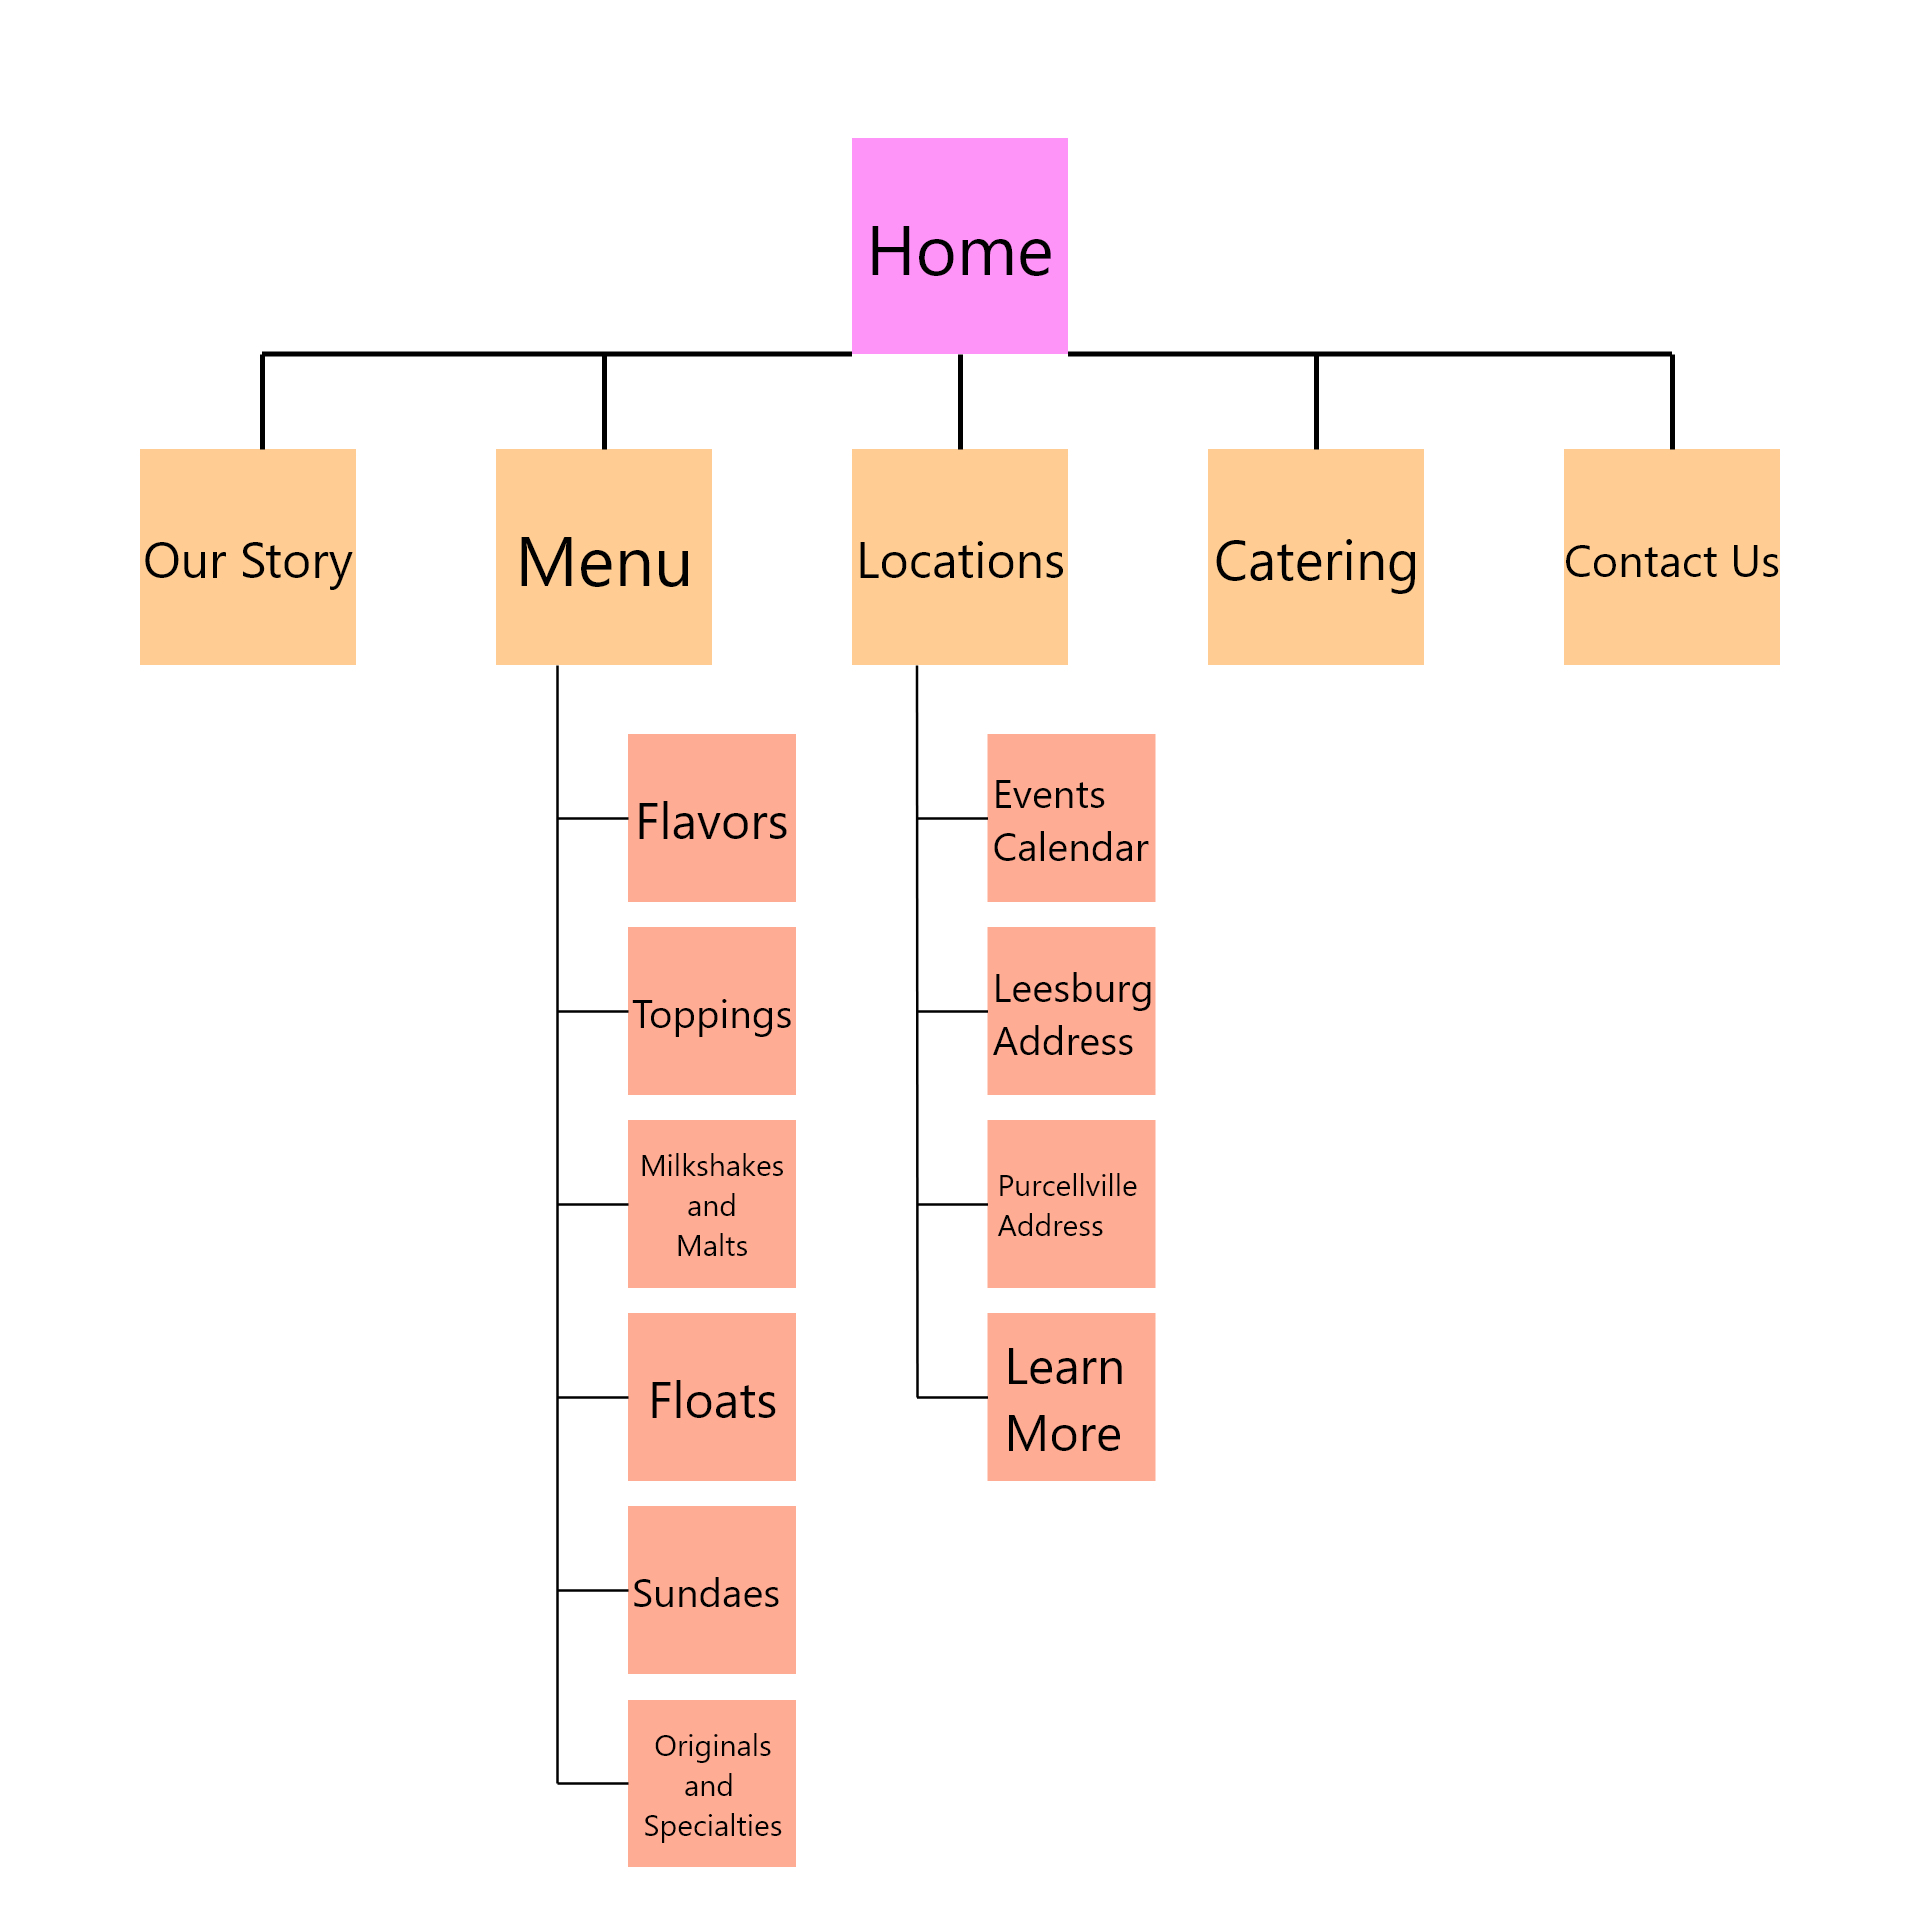 Home
Our Story
Menu
Locations
Catering
Contact Us
Flavors
Toppings
Milkshakes
and
Malts
Floats
Sundaes
Originals
and
Specialties
Events
Calendar
Leesburg
Address
Purcellville
Address
Learn
More